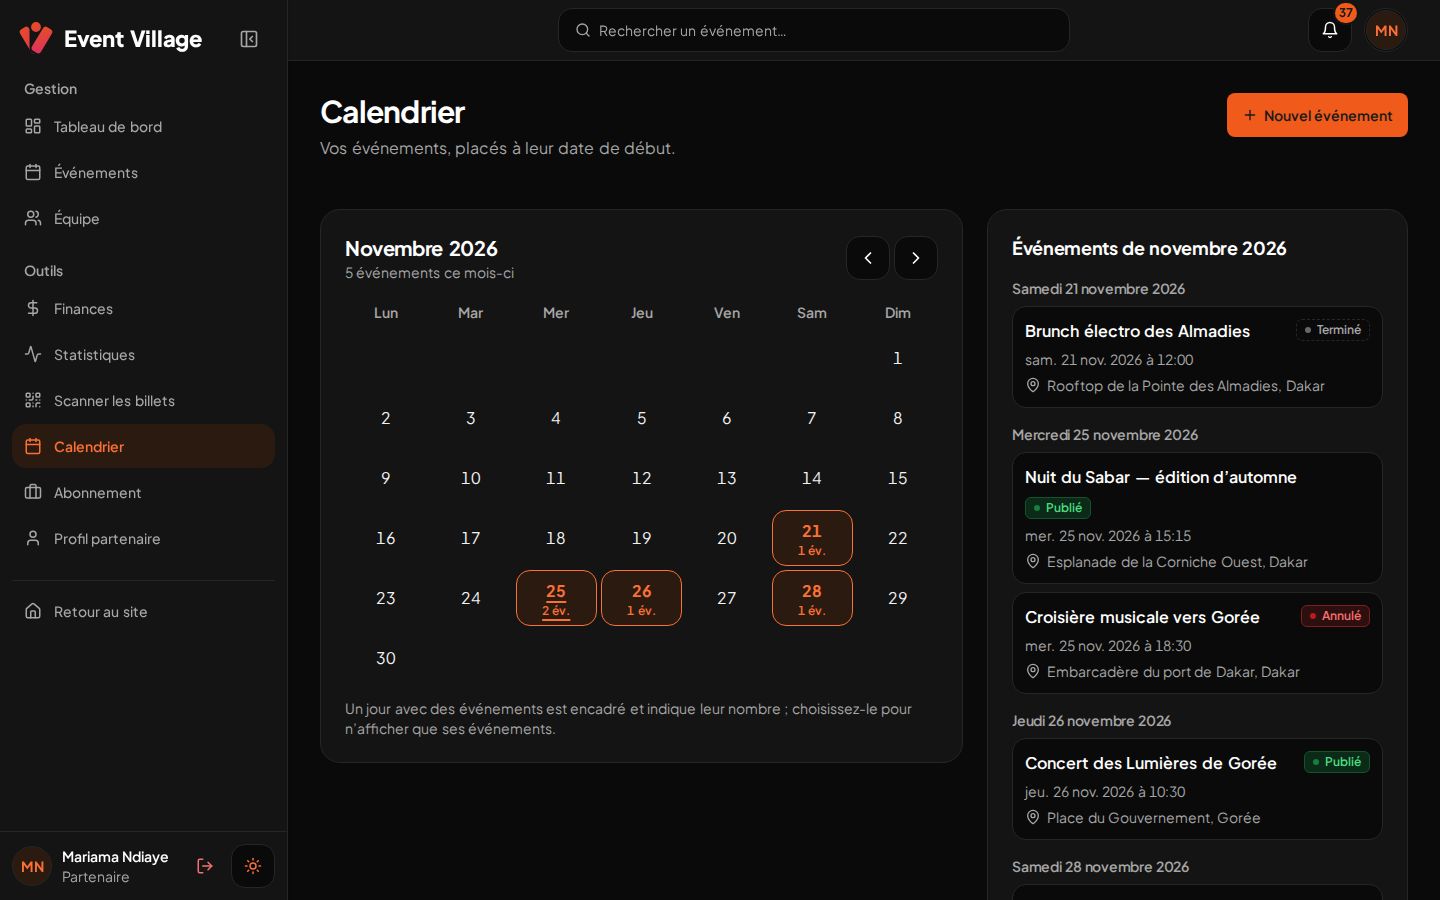 Event Village
Gestion
Tableau de bord
Événements
Équipe
Outils
Finances
Statistiques
Scanner les billets
Calendrier
Abonnement
Profil partenaire
Retour au site
MN
Mariama Ndiaye
Partenaire
Rechercher un événement...
37
MN
Calendrier
Vos événements, placés à leur date de début.
+ Nouvel événement
Novembre 2026
5 événements ce mois-ci
Lun Mar Mer Jeu Ven Sam Dim
1
2 3 4 5 6 7 8
9 10 11 12 13 14 15
16 17 18 19 20 21 22
1 év.
23 24 25 26 27 28 29
2 év. 1 év. 1 év.
30
Un jour avec des événements est encadré et indique leur nombre ; choisissez-le pour
n’afficher que ses événements.
Événements de novembre 2026
Samedi 21 novembre 2026
Brunch électro des Almadies Terminé
sam. 21 nov. 2026 à 12:00
Rooftop de la Pointe des Almadies, Dakar
Mercredi 25 novembre 2026
Nuit du Sabar — édition d’automne
Publié
mer. 25 nov. 2026 à 15:15
Esplanade de la Corniche Ouest, Dakar
Croisière musicale vers Gorée Annulé
mer. 25 nov. 2026 à 18:30
Embarcadère du port de Dakar, Dakar
Jeudi 26 novembre 2026
Concert des Lumières de Gorée Publié
jeu. 26 nov. 2026 à 10:30
Place du Gouvernement, Gorée
Samedi 28 novembre 2026